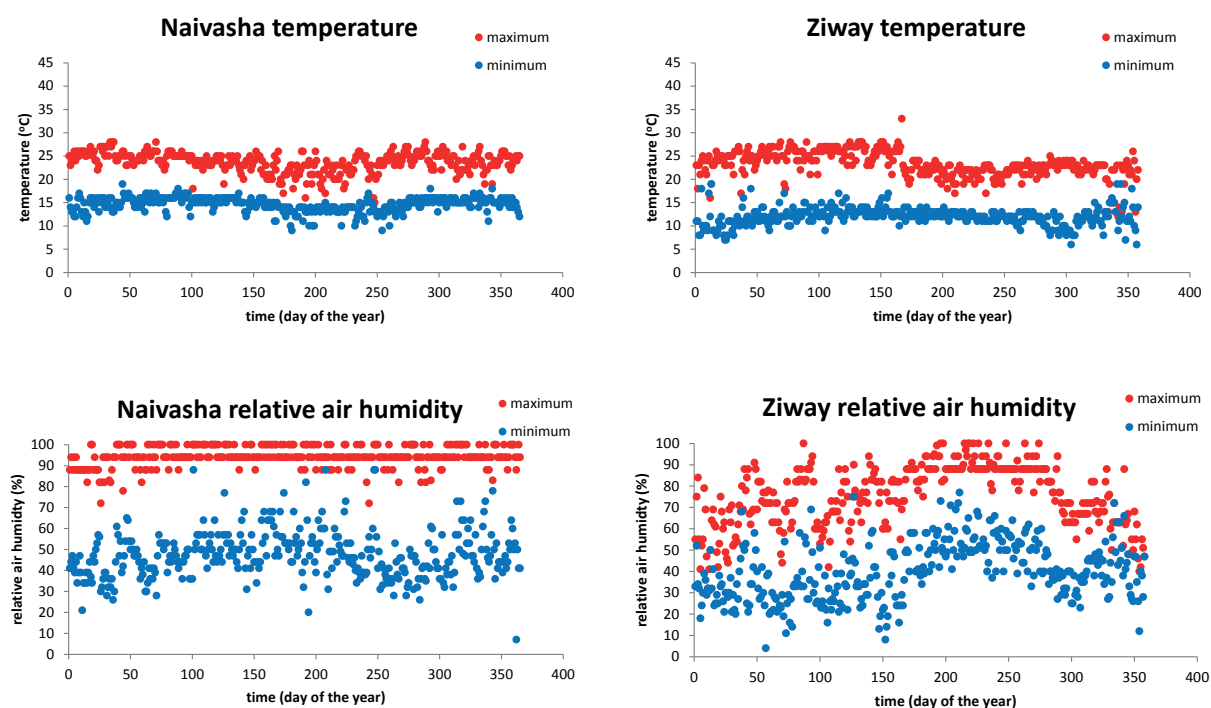 Naivasha temperature
maximum
minimum
temperature (°C)
45
40
35
30
25
20
15
10
5
0
0 50 100 150 200 250 300 350 400
time (day of the year)
Ziway temperature
maximum
minimum
temperature (°C)
45
40
35
30
25
20
15
10
5
0
0 50 100 150 200 250 300 350 400
time (day of the year)
Naivasha relative air humidity
maximum
minimum
relative air humidty (%)
100
90
80
70
60
50
40
30
20
10
0
0 50 100 150 200 250 300 350 400
time (day of the year)
Ziway relative air humidity
maximum
minimum
relative air humidity (%)
100
90
80
70
60
50
40
30
20
10
0
0 50 100 150 200 250 300 350 400
time (day of the year)